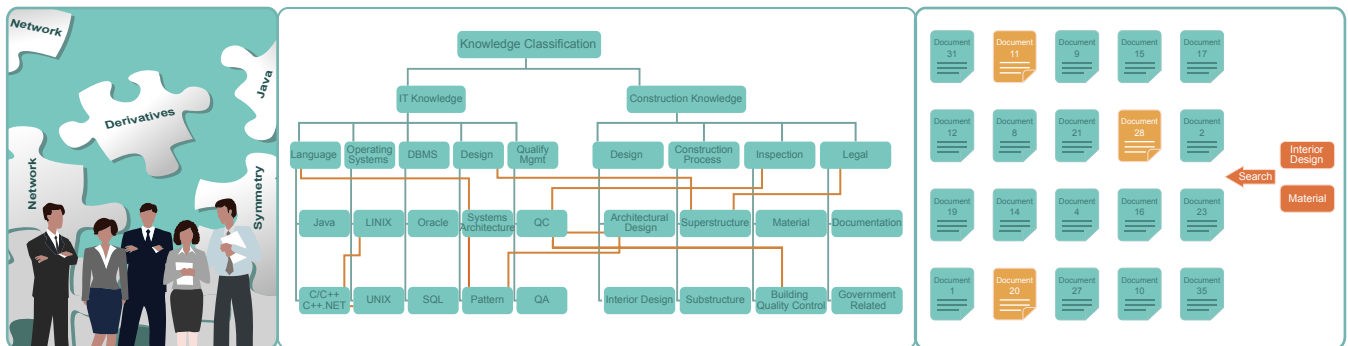 Network
Java
Derivatives
Network
Symmetry
Knowledge Classification
IT Knowledge
Construction Knowledge
Language
Operating
Systems
DBMS
Design
Qualify
Mgmt
Design
Construction
Process
Inspection
Legal
Java
LINIX
Oracle
Systems
Architecture
QC
Architectural
Design
Superstructure
Material
Documentation
C/C++
C++.NET
UNIX
SQL
Pattern
QA
Interior Design
Substructure
Building
Quality Control
Government
Related
Document
31
Document
11
Document
9
Document
15
Document
17
Document
12
Document
8
Document
21
Document
28
Document
2
Document
19
Document
14
Document
4
Document
16
Document
23
Document
1
Document
20
Document
27
Document
10
Document
35
Search
Interior
Design
Material